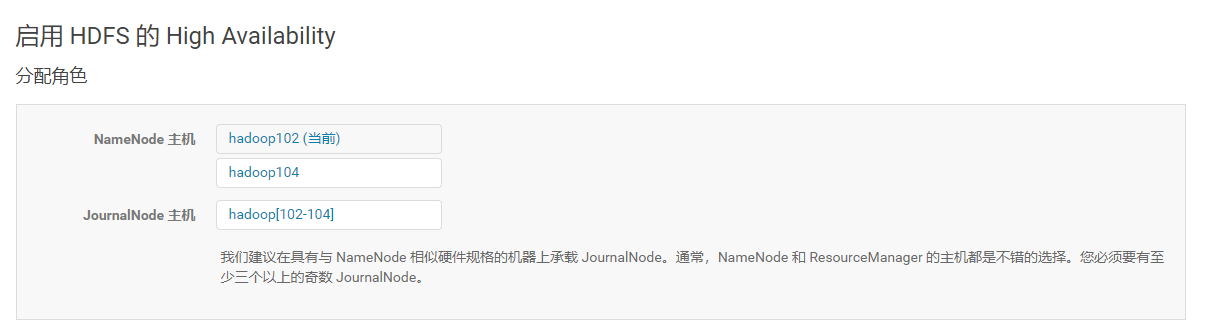 启用 HDFS 的 High Availability
分配角色
NameNode 主机
hadoop102 (当前)
hadoop104
JournalNode 主机
hadoop[102-104]
我们建议在具有与 NameNode 相似硬件规格的机器上承载 JournalNode。通常，NameNode 和 ResourceManager 的主机都是不错的选择。您必须要有至
少三个以上的奇数 JournalNode。